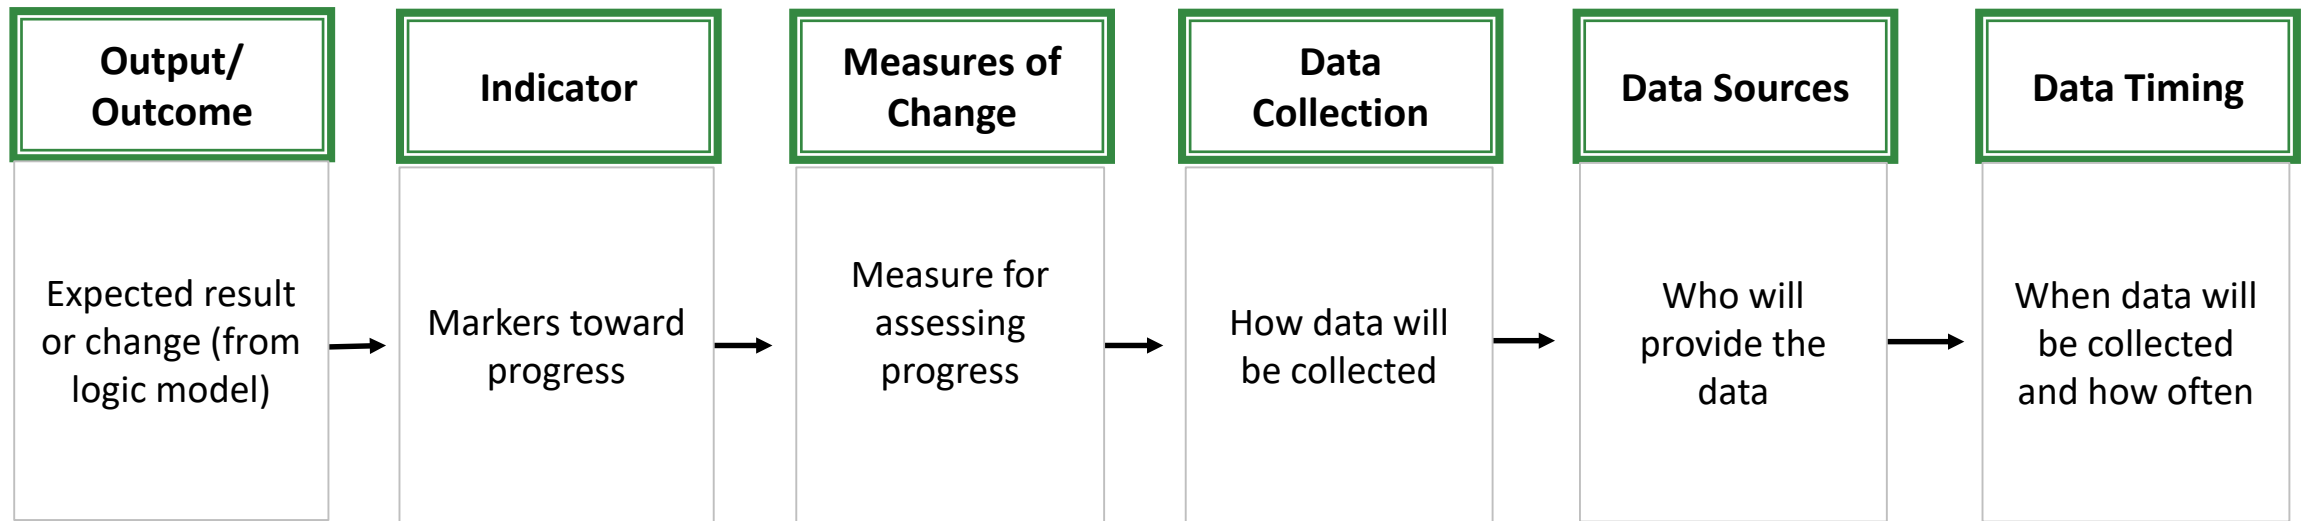 Output/
Outcome
Expected result
or change (from
logic model)
Indicator
Markers toward
progress
Measures of
Change
Measure for
assessing
progress
Data
Collection
How data will
be collected
Data Sources
Who will
provide the
data
Data Timing
When data will
be collected
and how often